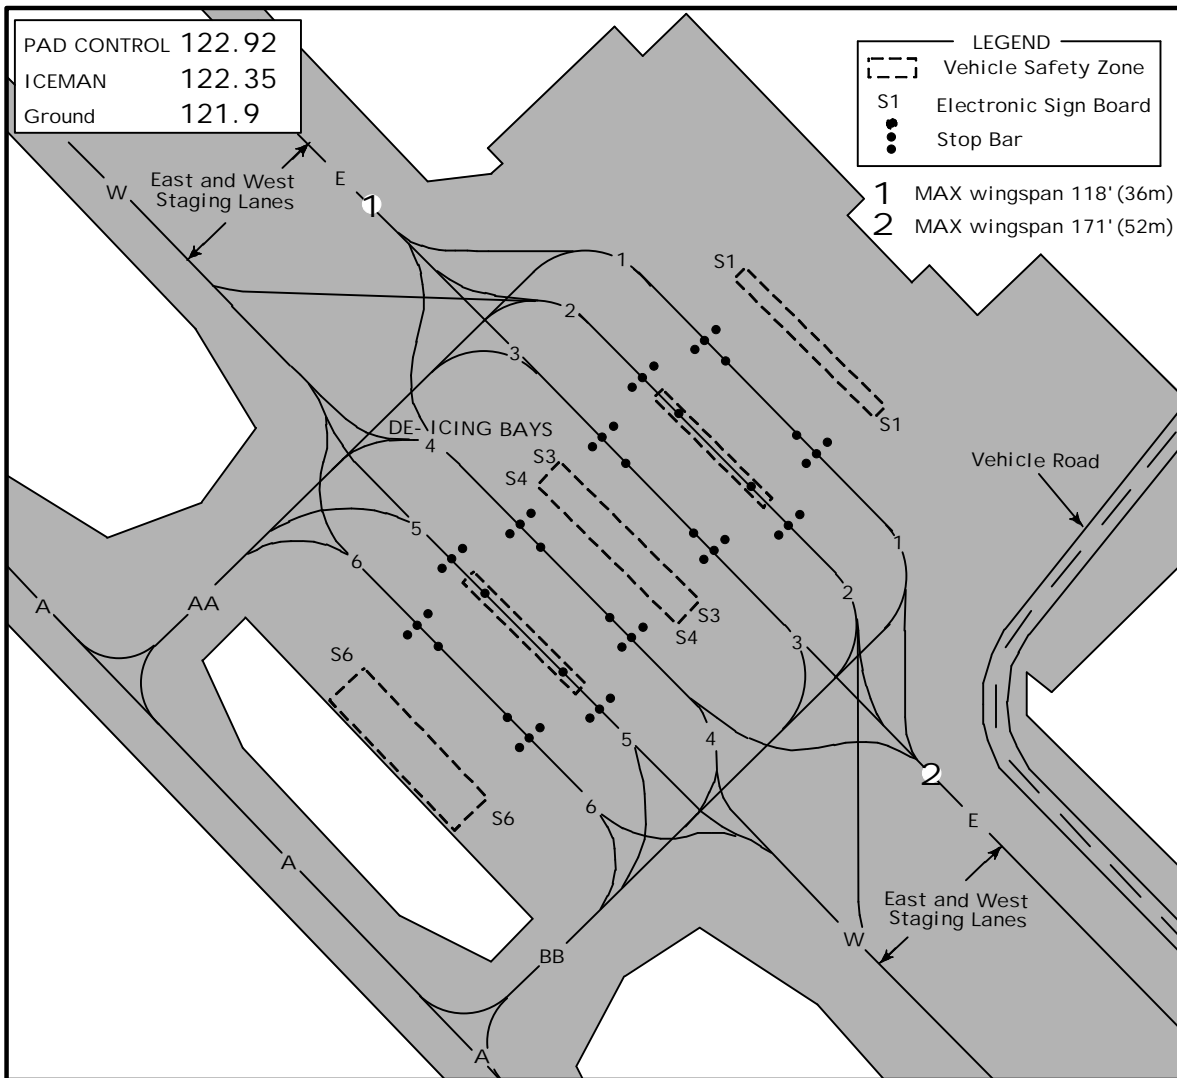 PAD CONTROL 122.92
ICEMAN 122.35
Ground 121.9
LEGEND
Vehicle Safety Zone
S1 Electronic Sign Board
Stop Bar
1 MAX wingspan 118' (36m)
2 MAX wingspan 171' (52m)
W
East and West
Staging Lanes
E
1
1
S1
2
3
DE-ICING BAYS
4
S1
S3
S4
Vehicle Road
5
6
1
A
AA
2
S3
S4
3
S6
5
4
2
S6
6
E
A
East and West
Staging Lanes
W
BB
A